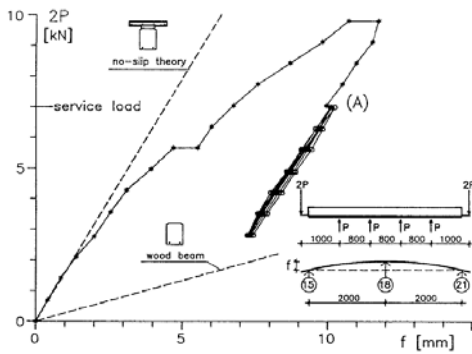 10
2P
[kN]
no-slip theory
service load
(A)
5
2P
2P
P P P P
1000 800 800 800 1000
wood beam
f
15 18 21
2000 2000
0
0 5 10
f [mm]